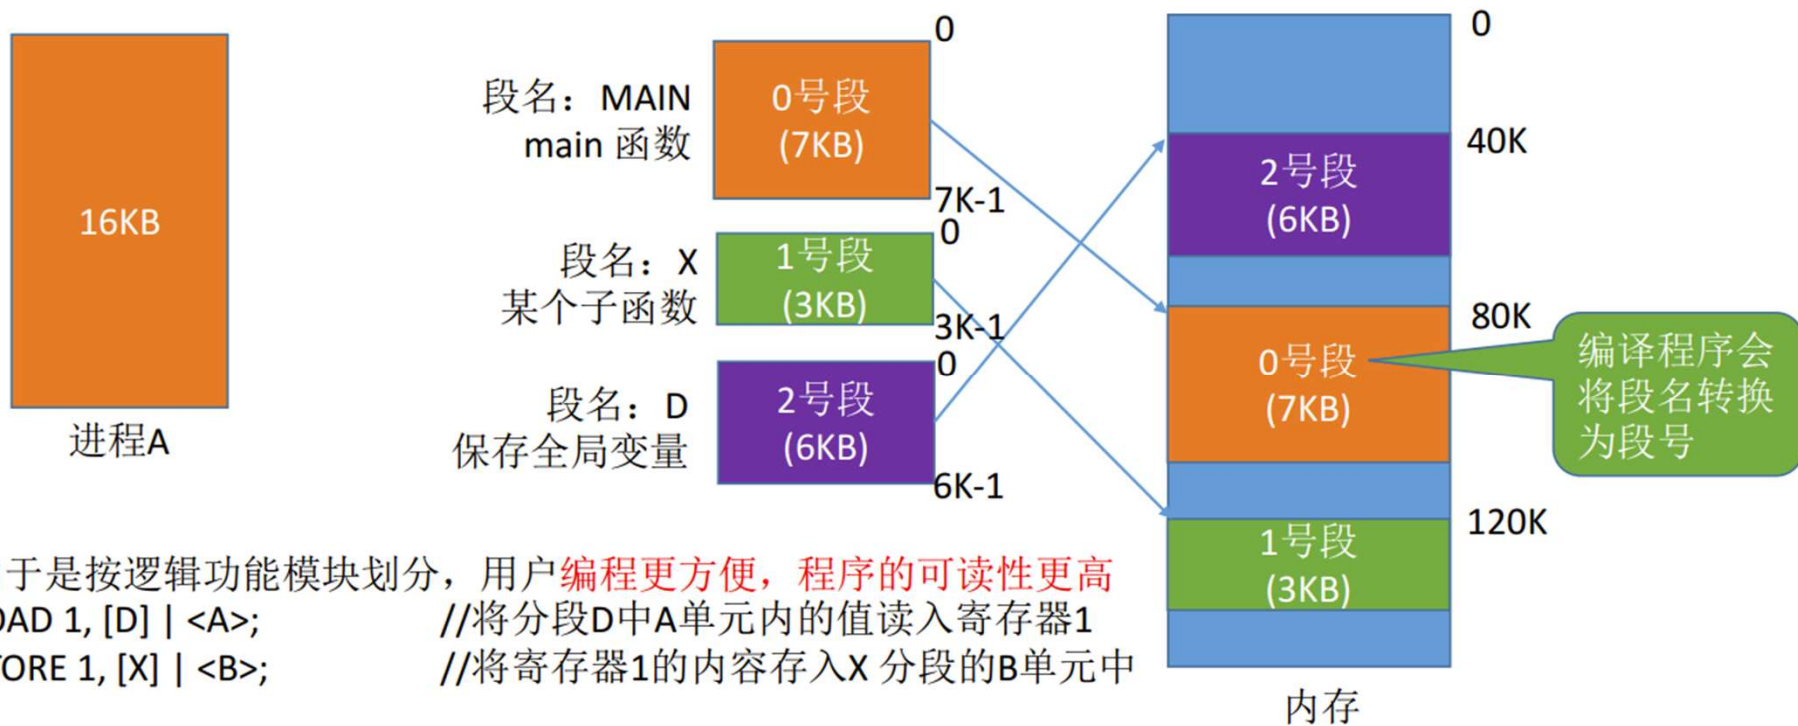 16KB
进程A
段名：MAIN
main 函数
0号段
(7KB)
0
7K-1
段名：X
某个子函数
1号段
(3KB)
0
3K-1
段名：D
保存全局变量
2号段
(6KB)
0
6K-1
0
40K
2号段
(6KB)
80K
0号段
(7KB)
120K
1号段
(3KB)
内存
编译程序会
将段名转换
为段号
于是按逻辑功能模块划分，用户编程更方便，程序的可读性更高
OAD 1, [D] | <A>; //将分段D中A单元内的值读入寄存器1
TORE 1, [X] | <B>; //将寄存器1的内容存入X 分段的B单元中